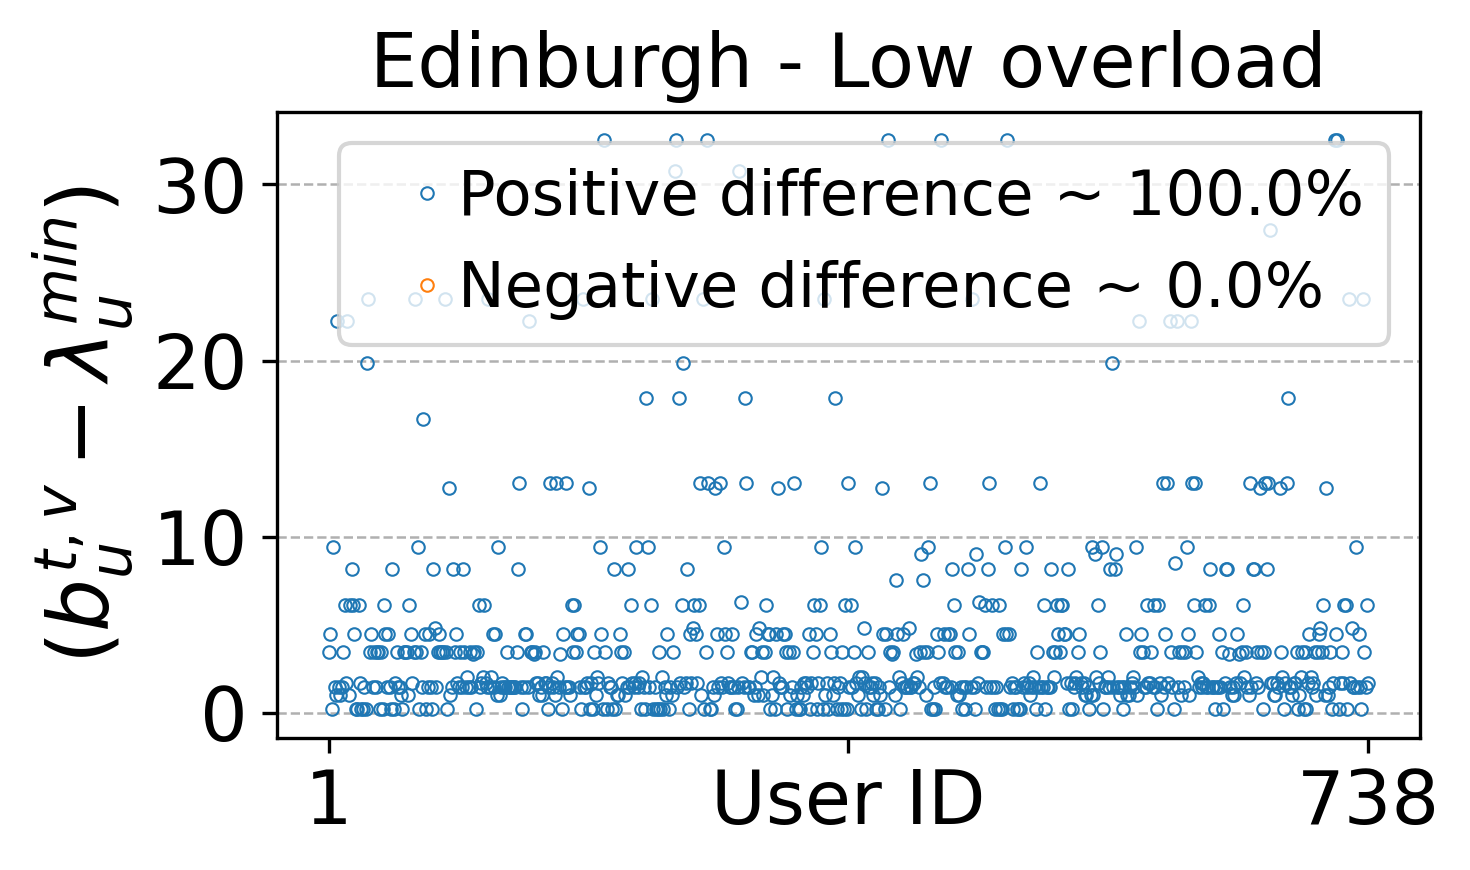 Edinburgh - Low overload
(b_u^{t, v} − λ_u^{min})
30
20
10
0
Positive difference ~ 100.0%
Negative difference ~ 0.0%
1
User ID
738